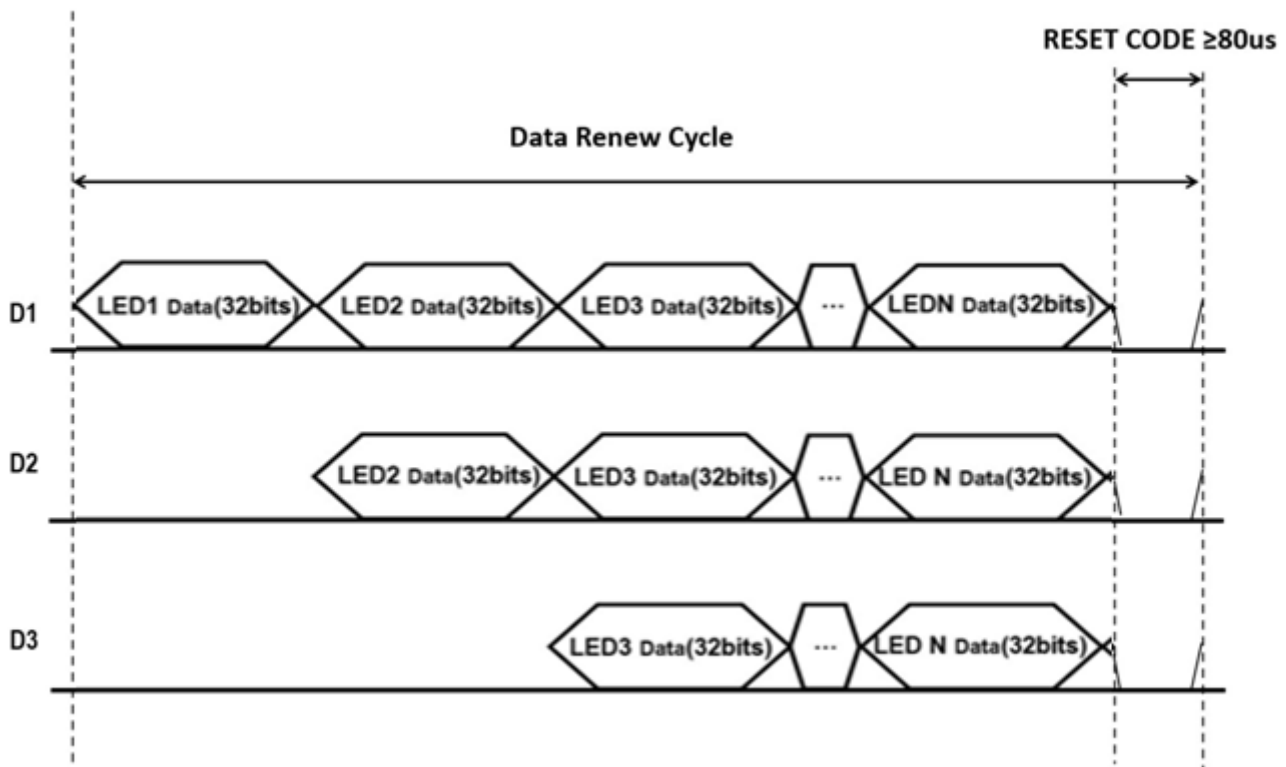 RESET CODE ≥80us
Data Renew Cycle
D1 LED1 Data(32bits) LED2 Data(32bits) LED3 Data(32bits) ... LEDN Data(32bits)
D2 LED2 Data(32bits) LED3 Data(32bits) ... LED N Data(32bits)
D3 LED3 Data(32bits) ... LED N Data(32bits)